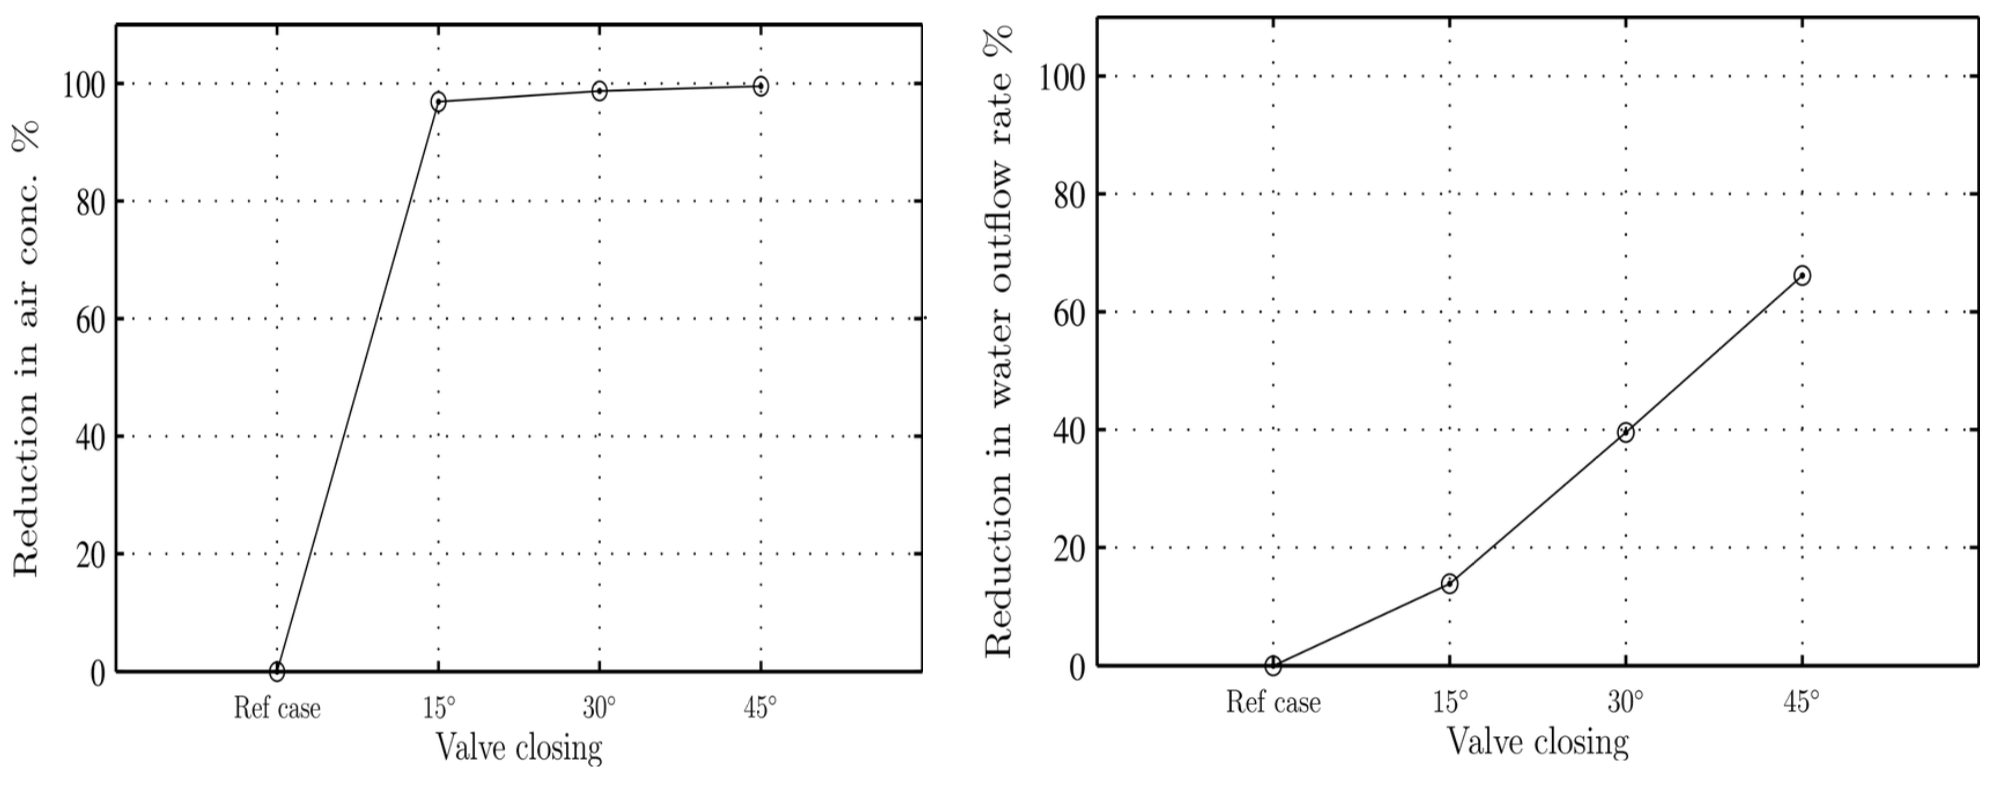 Reduction in air conc. %
100
80
60
40
20
0
Ref case 15° 30° 45°
Valve closing
Reduction in water outflow rate %
100
80
60
40
20
0
Ref case 15° 30° 45°
Valve closing